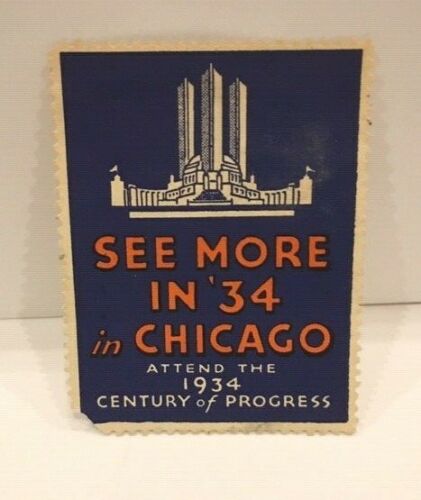 SEE MORE
IN '34
in CHICAGO
ATTEND THE
1934
CENTURY of PROGRESS